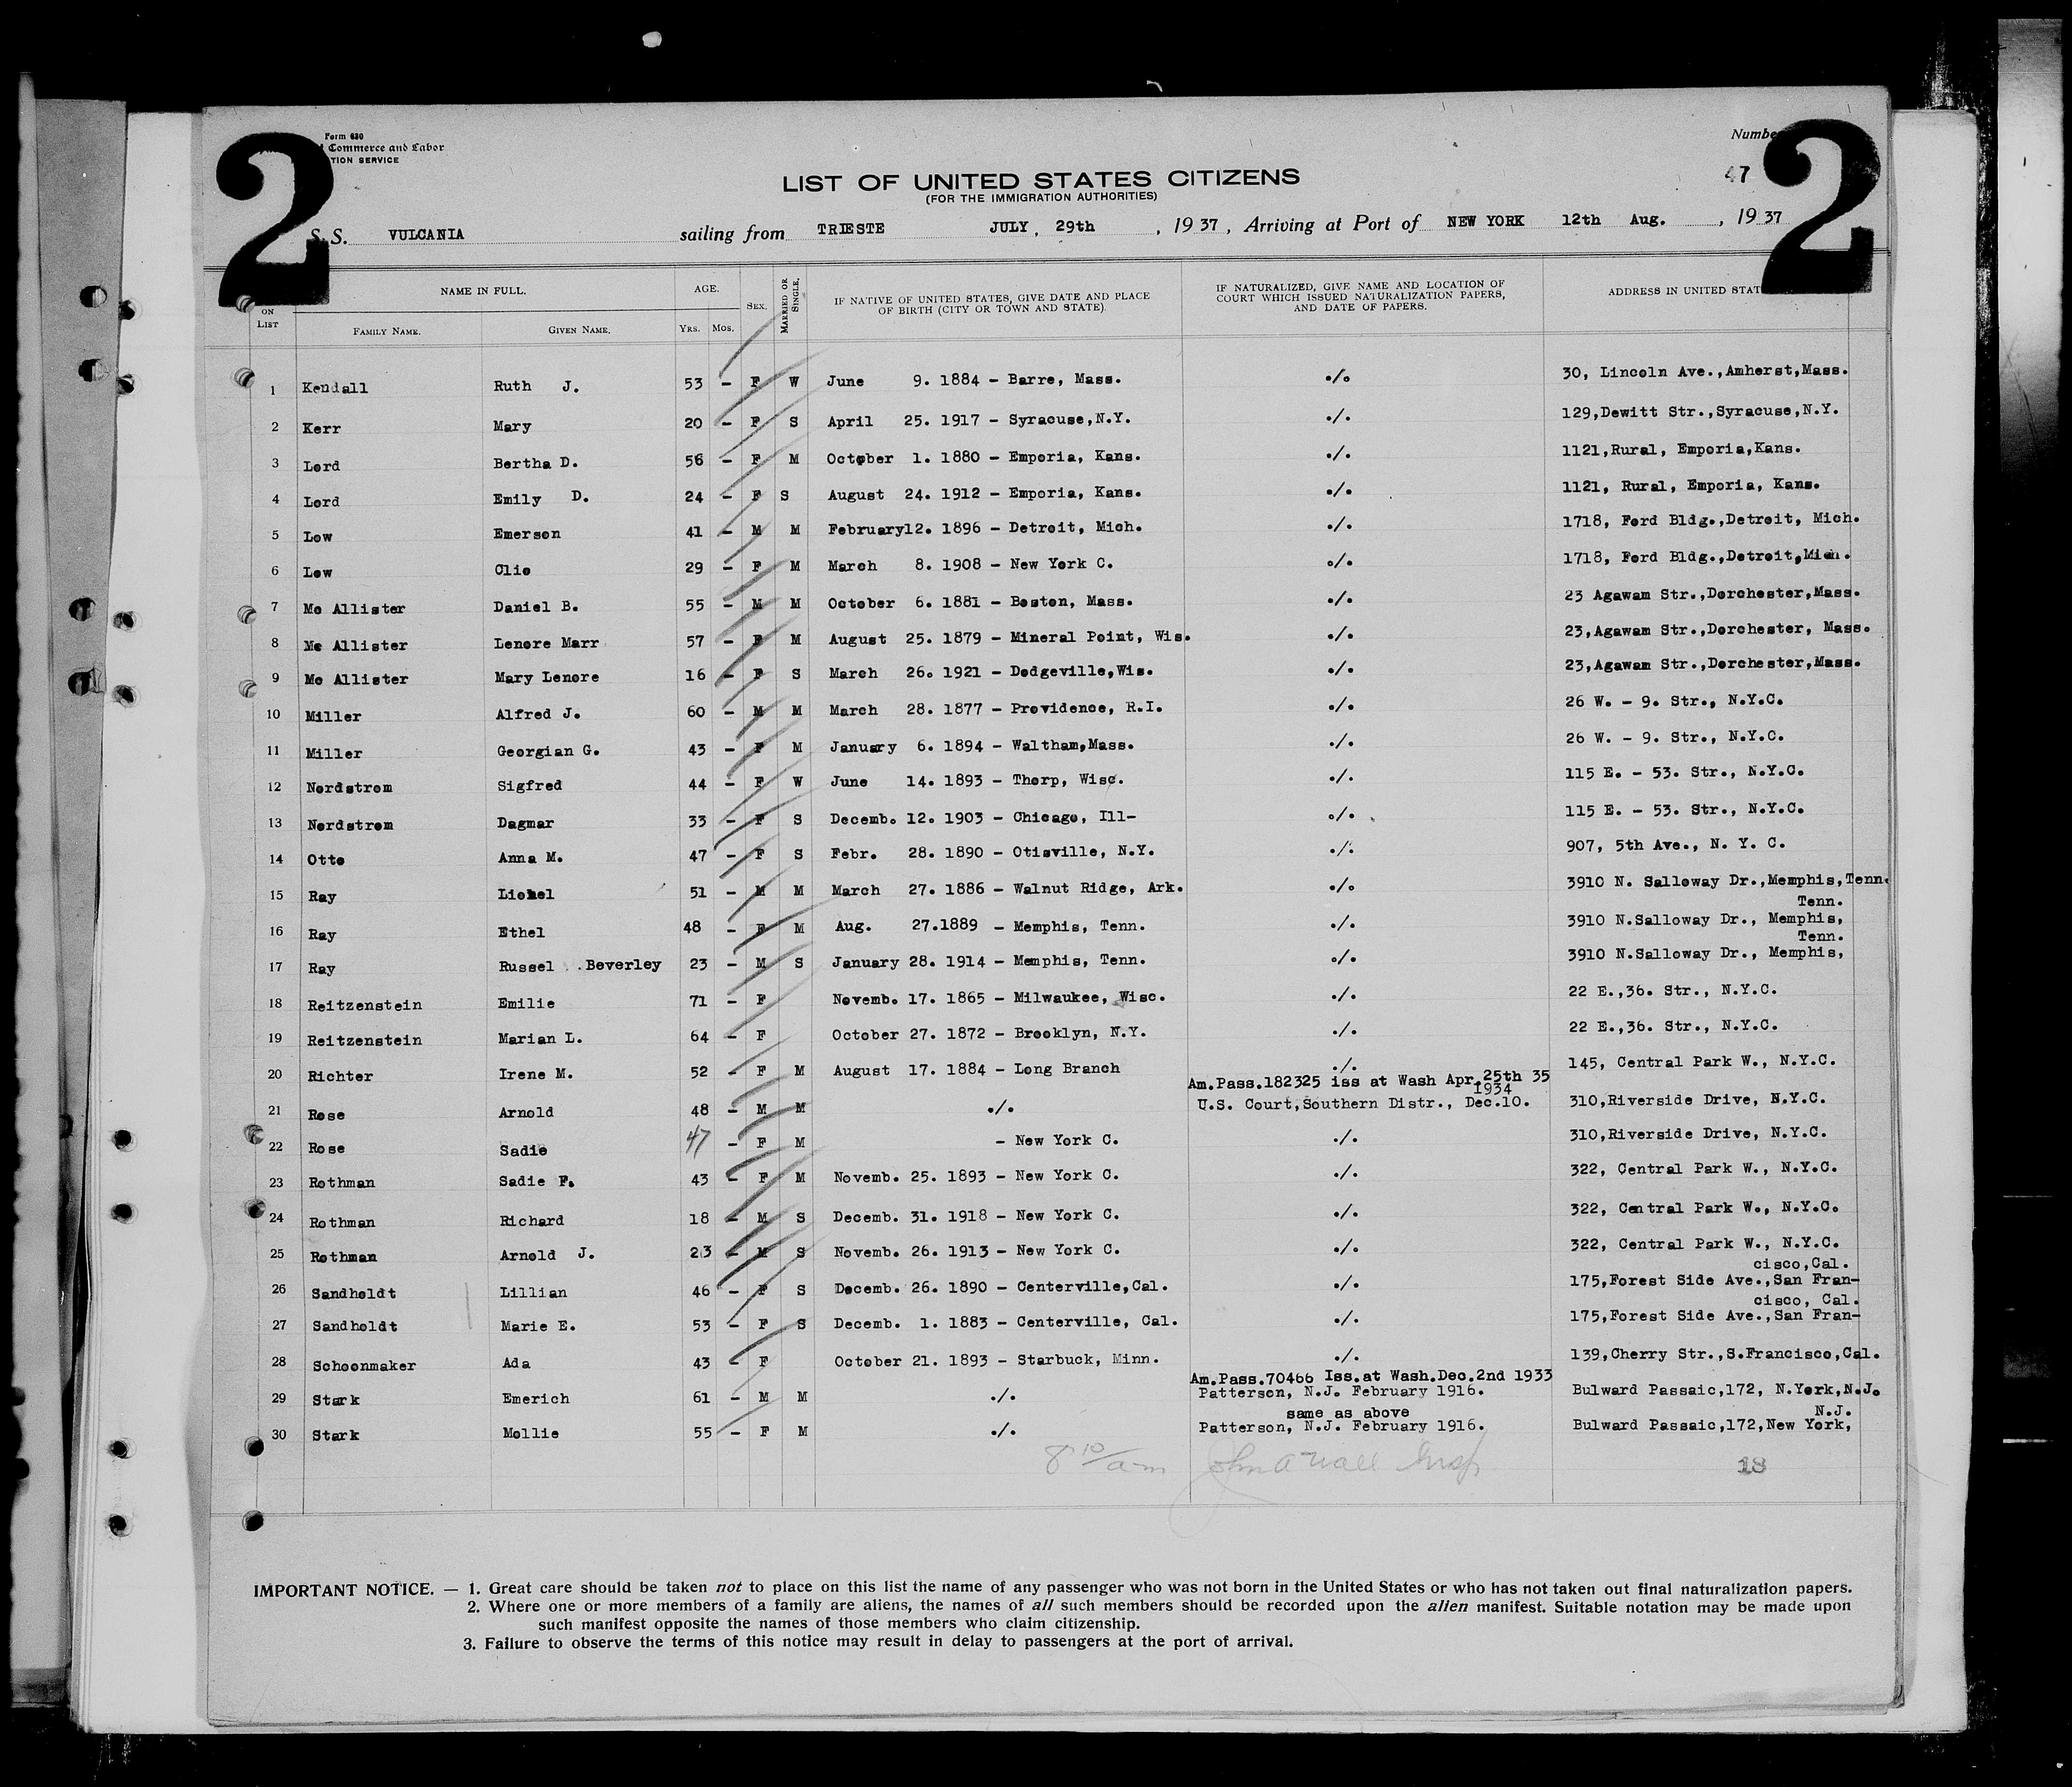 2
2
Form 630
Commerce and Labor
TION SERVICE
Numbe
47
LIST OF UNITED STATES CITIZENS
(FOR THE IMMIGRATION AUTHORITIES)
S.S. VULCANIA sailing from TRIESTE JULY, 29th, 1937, Arriving at Port of NEW YORK 12th Aug., 1937
ON LIST NAME IN FULL. FAMILY NAME. GIVEN NAME. AGE. YRS. MOS. SEX. MARRIED OR SINGLE. IF NATIVE OF UNITED STATES, GIVE DATE AND PLACE OF BIRTH (CITY OR TOWN AND STATE). IF NATURALIZED, GIVE NAME AND LOCATION OF COURT WHICH ISSUED NATURALIZATION PAPERS, AND DATE OF PAPERS. ADDRESS IN UNITED STAT
1 Kendall Ruth J. 53 – F W June 9. 1884 – Barre, Mass. ./. 30, Lincoln Ave.,Amherst,Mass.
2 Kerr Mary 20 – F S April 25. 1917 – Syracuse,N.Y. ./. 129,Dewitt Str.,Syracuse,N.Y.
3 Lord Bertha D. 56 – F M October 1. 1880 – Emporia, Kans. ./. 1121,Rural, Emporia,Kans.
4 Lord Emily D. 24 – F S August 24. 1912 – Emporia, Kans. ./. 1121, Rural, Emporia, Kans.
5 Low Emerson 41 – M M February12. 1896 – Detroit, Mich. ./. 1718, Ford Bldg.,Detroit, Mich.
6 Low Clio 29 – F M March 8. 1908 – New York C. ./. 1718, Ford Bldg.,Detroit,Mich.
7 Mc Allister Daniel B. 55 – M M October 6. 1881 – Boston, Mass. ./. 23 Agawam Str.,Dorchester,Mass.
8 Mc Allister Lenore Marr 57 – F M August 25. 1879 – Mineral Point, Wis. ./. 23,Agawam Str.,Dorchester, Mass.
9 Mc Allister Mary Lenore 16 – F S March 26. 1921 – Dodgeville,Wis. ./. 23,Agawam Str.,Dorchester,Mass.
10 Miller Alfred J. 60 – M M March 28. 1877 – Providence, R.I. ./. 26 W. – 9. Str., N.Y.C.
11 Miller Georgian G. 43 – F M January 6. 1894 – Waltham,Mass. ./. 26 W. – 9. Str., N.Y.C.
12 Nordstrom Sigfred 44 – F W June 14. 1893 – Thorp, Wisc. ./. 115 E. – 53. Str., N.Y.C.
13 Nordstrom Dagmar 33 – F S Decemb. 12. 1903 – Chicago, Ill– ./. 115 E. – 53. Str., N.Y.C.
14 Otto Anna M. 47 – F S Febr. 28. 1890 – Otisville, N.Y. ./. 907, 5th Ave., N. Y. C.
15 Ray Lionel 51 – M M March 27. 1886 – Walnut Ridge, Ark. ./. 3910 N. Salloway Dr.,Memphis,Tenn.
Tenn.
16 Ray Ethel 48 – F M Aug. 27.1889 – Memphis, Tenn. ./. 3910 N.Salloway Dr., Memphis,
Tenn.
17 Ray Russel Beverley 23 – M S January 28. 1914 – Memphis, Tenn. ./. 3910 N.Salloway Dr., Memphis,
18 Reitzenstein Emilie 71 – F Novemb. 17. 1865 – Milwaukee, Wisc. ./. 22 E.,36. Str., N.Y.C.
19 Reitzenstein Marian L. 64 – F October 27. 1872 – Brooklyn, N.Y. ./. 22 E.,36. Str., N.Y.C.
20 Richter Irene M. 52 – F M August 17. 1884 – Long Branch ./. 145, Central Park W., N.Y.C.
Am.Pass.182325 iss at Wash Apr.25th 35
1934
21 Rose Arnold 48 – M M ./. U.S. Court,Southern Distr., Dec.10. 310,Riverside Drive, N.Y.C.
22 Rose Sadie 47 – F M – New York C. ./. 310,Riverside Drive, N.Y.C.
23 Rothman Sadie F. 43 – F M Novemb. 25. 1893 – New York C. ./. 322, Central Park W., N.Y.C.
24 Rothman Richard 18 – M S Decemb. 31. 1918 – New York C. ./. 322, Central Park W., N.Y.C.
25 Rothman Arnold J. 23 – M S Novemb. 26. 1913 – New York C. ./. 322, Central Park W., N.Y.C.
cisco,Cal.
26 Sandholdt Lillian 46 – F S Decemb. 26. 1890 – Centerville,Cal. ./. 175,Forest Side Ave.,San Fran–
cisco, Cal.
27 Sandholdt Marie E. 53 – F S Decemb. 1. 1883 – Centerville, Cal. ./. 175,Forest Side Ave.,San Fran–
28 Schoonmaker Ada 43 – F October 21. 1893 – Starbuck, Minn. ./. 139,Cherry Str.,S.Francisco,Cal.
Am.Pass.70466 Iss.at Wash.Dec.2nd 1933
29 Stark Emerich 61 – M M ./. Patterson, N.J. February 1916. Bulward Passaic,172, N.York,N.J.
same as above N.J.
30 Stark Mollie 55 – F M ./. Patterson, N.J. February 1916. Bulward Passaic,172,New York,
8 10/am John A Wall Insp
18
IMPORTANT NOTICE. — 1. Great care should be taken not to place on this list the name of any passenger who was not born in the United States or who has not taken out final naturalization papers.
2. Where one or more members of a family are aliens, the names of all such members should be recorded upon the alien manifest. Suitable notation may be made upon
such manifest opposite the names of those members who claim citizenship.
3. Failure to observe the terms of this notice may result in delay to passengers at the port of arrival.